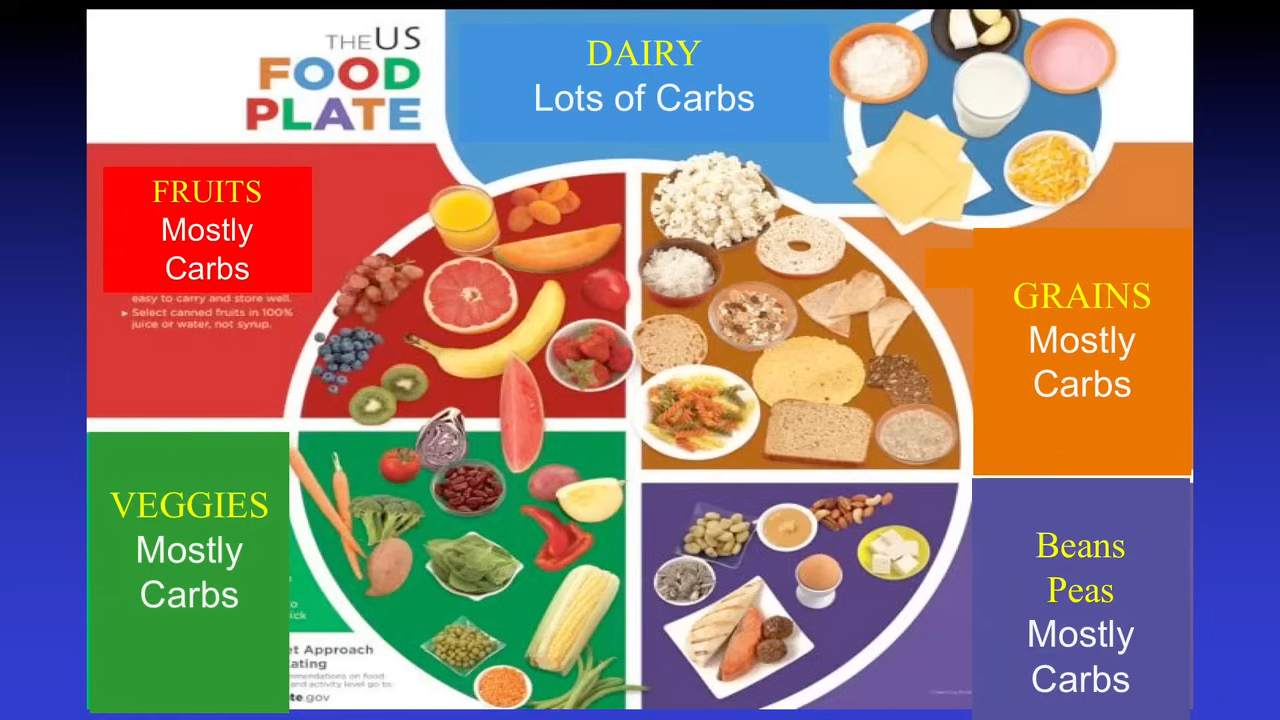 THE US
FOOD
PLATE
DAIRY
Lots of Carbs
FRUITS
Mostly
Carbs
easy to carry and store well.
▸ Select canned fruits in 100%
juice or water, not syrup.
GRAINS
Mostly
Carbs
VEGGIES
Mostly
Carbs
Beans
Peas
Mostly
Carbs
et Approach
ating
mmendations on food
and activity level go to:
te.gov